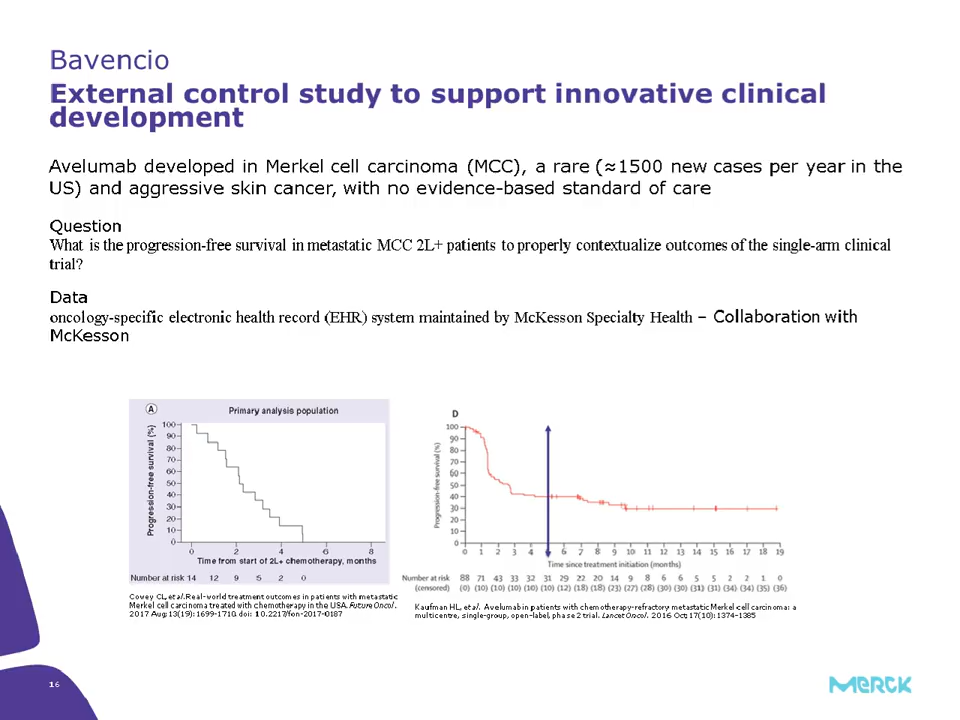 Bavencio
External control study to support innovative clinical
development
Avelumab developed in Merkel cell carcinoma (MCC), a rare (≈1500 new cases per year in the
US) and aggressive skin cancer, with no evidence-based standard of care
Question
What is the progression-free survival in metastatic MCC 2L+ patients to properly contextualize outcomes of the single-arm clinical
trial?
Data
oncology-specific electronic health record (EHR) system maintained by McKesson Specialty Health – Collaboration with
McKesson
A
Primary analysis population
Progression-free survival (%)
100
90
80
70
60
50
40
30
20
10
0
0 2 4 6 8
Time from start of 2L+ chemotherapy, months
Number at risk 14 12 9 5 2 0
Cowey CL, et al. Real-world treatment outcomes in patients with metastatic
Merkel cell carcinoma treated with chemotherapy in the USA. Future Oncol.
2017 Aug;13(19):1699-1710. doi: 10.2217/fon-2017-0187
D
Progression-free survival (%)
100
90
80
70
60
50
40
30
20
10
0
0 1 2 3 4 6 7 8 9 10 11 12 13 14 15 16 17 18 19
Time since treatment initiation (months)
Number at risk 88 71 43 33 32 31 29 22 20 14 9 8 6 5 5 2 2 1 0
(censored) (0) (10) (10) (10) (10) (10) (12) (18) (18) (23) (27) (28) (30) (30) (31) (31) (34) (34) (35) (36)
Kaufman HL, et al. Avelumab in patients with chemotherapy-refractory metastatic Merkel cell carcinoma: a
multicentre, single-group, open-label, phase 2 trial. Lancet Oncol. 2016 Oct;17(10):1374-1385
16
MERCK